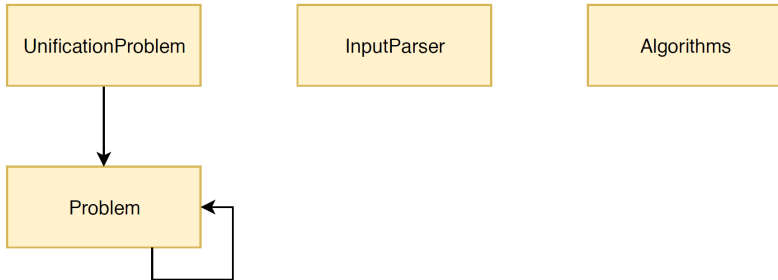 UnificationProblem
InputParser
Algorithms
Problem